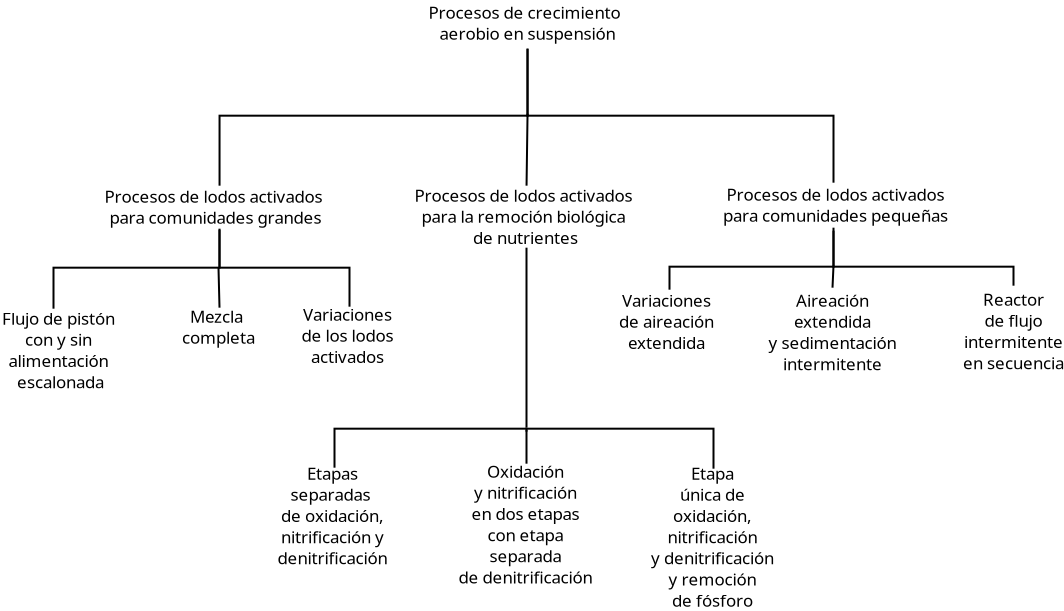 Procesos de crecimiento
aerobio en suspensión
Procesos de lodos activados
para comunidades grandes
Procesos de lodos activados
para la remoción biológica
de nutrientes
Procesos de lodos activados
para comunidades pequeñas
Flujo de pistón
con y sin
alimentación
escalonada
Mezcla
completa
Variaciones
de los lodos
activados
Variaciones
de aireación
extendida
Aireación
extendida
y sedimentación
intermitente
Reactor
de flujo
intermitente
en secuencia
Etapas
separadas
de oxidación,
nitrificación y
denitrificación
Oxidación
y nitrificación
en dos etapas
con etapa
separada
de denitrificación
Etapa
única de
oxidación,
nitrificación
y denitrificación
y remoción
de fósforo